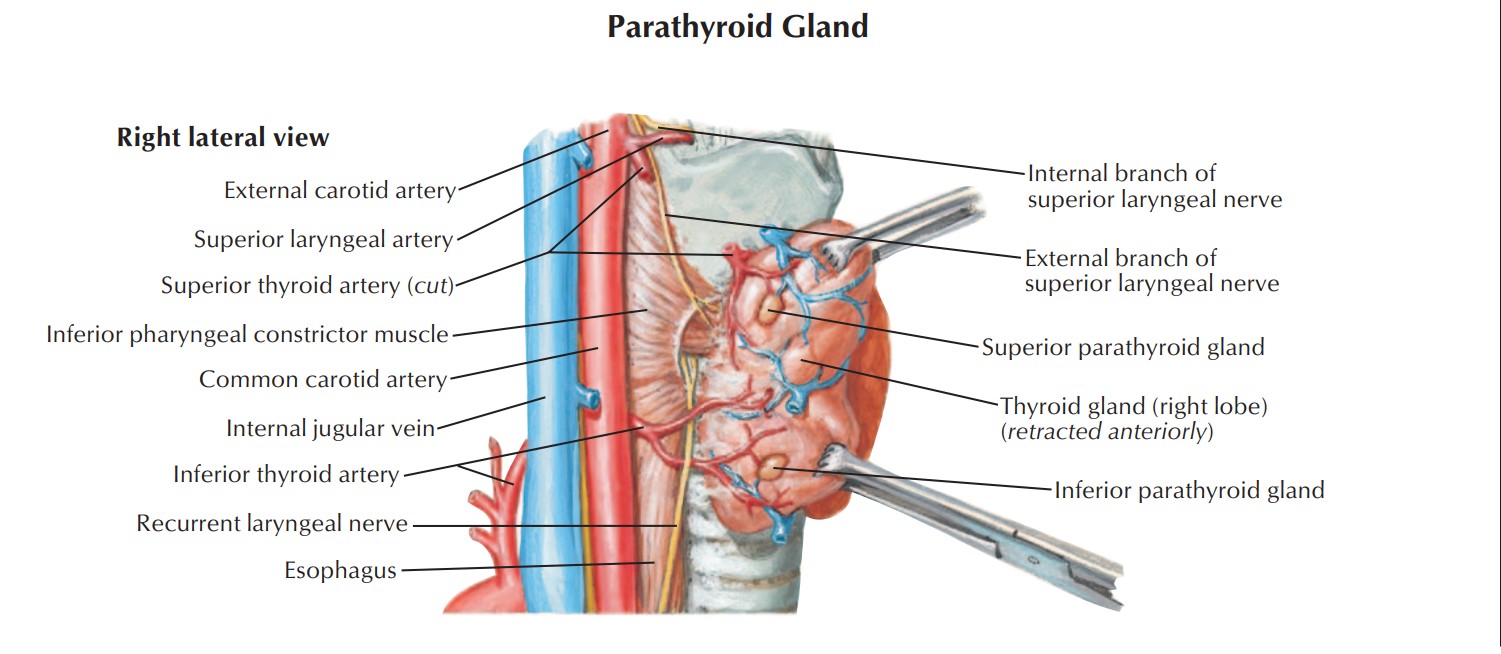 Parathyroid Gland
Right lateral view
External carotid artery
Superior laryngeal artery
Superior thyroid artery (cut)
Inferior pharyngeal constrictor muscle
Common carotid artery
Internal jugular vein
Inferior thyroid artery
Recurrent laryngeal nerve
Esophagus
Internal branch of
superior laryngeal nerve
External branch of
superior laryngeal nerve
Superior parathyroid gland
Thyroid gland (right lobe)
(retracted anteriorly)
Inferior parathyroid gland